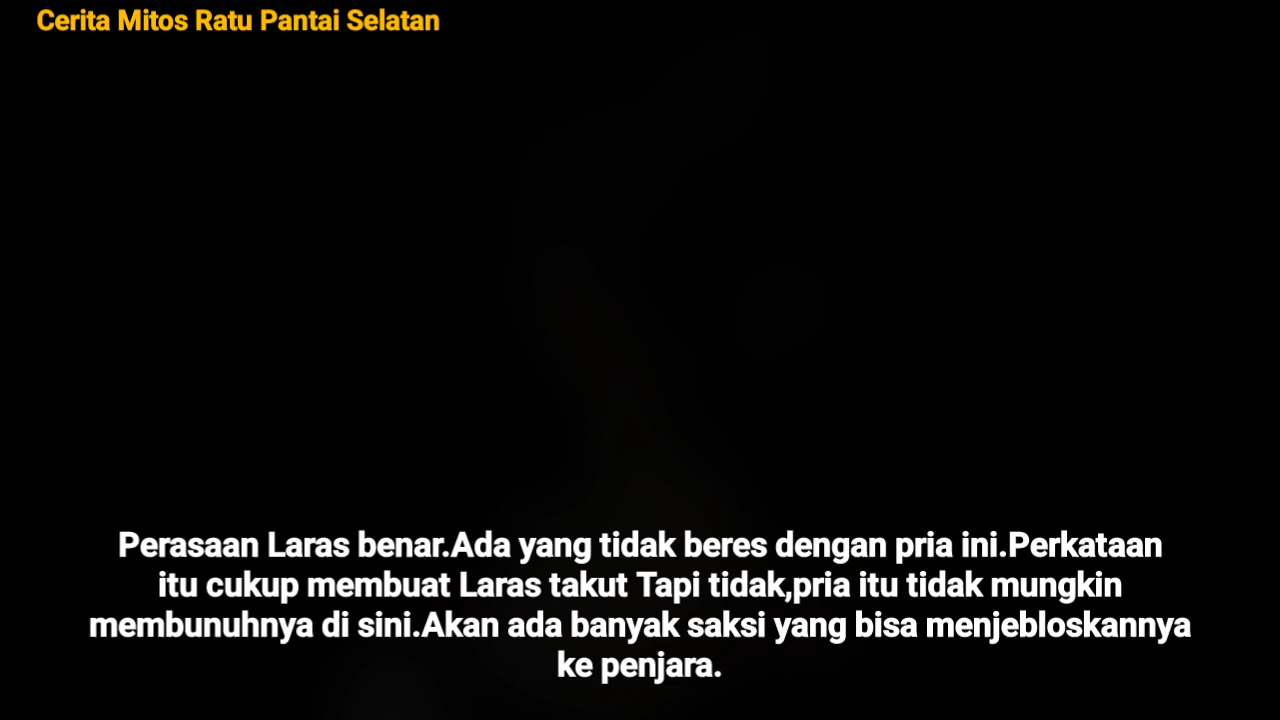 Cerita Mitos Ratu Pantai Selatan
Perasaan Laras benar.Ada yang tidak beres dengan pria ini.Perkataan
itu cukup membuat Laras takut Tapi tidak,pria itu tidak mungkin
membunuhnya di sini.Akan ada banyak saksi yang bisa menjebloskannya
ke penjara.